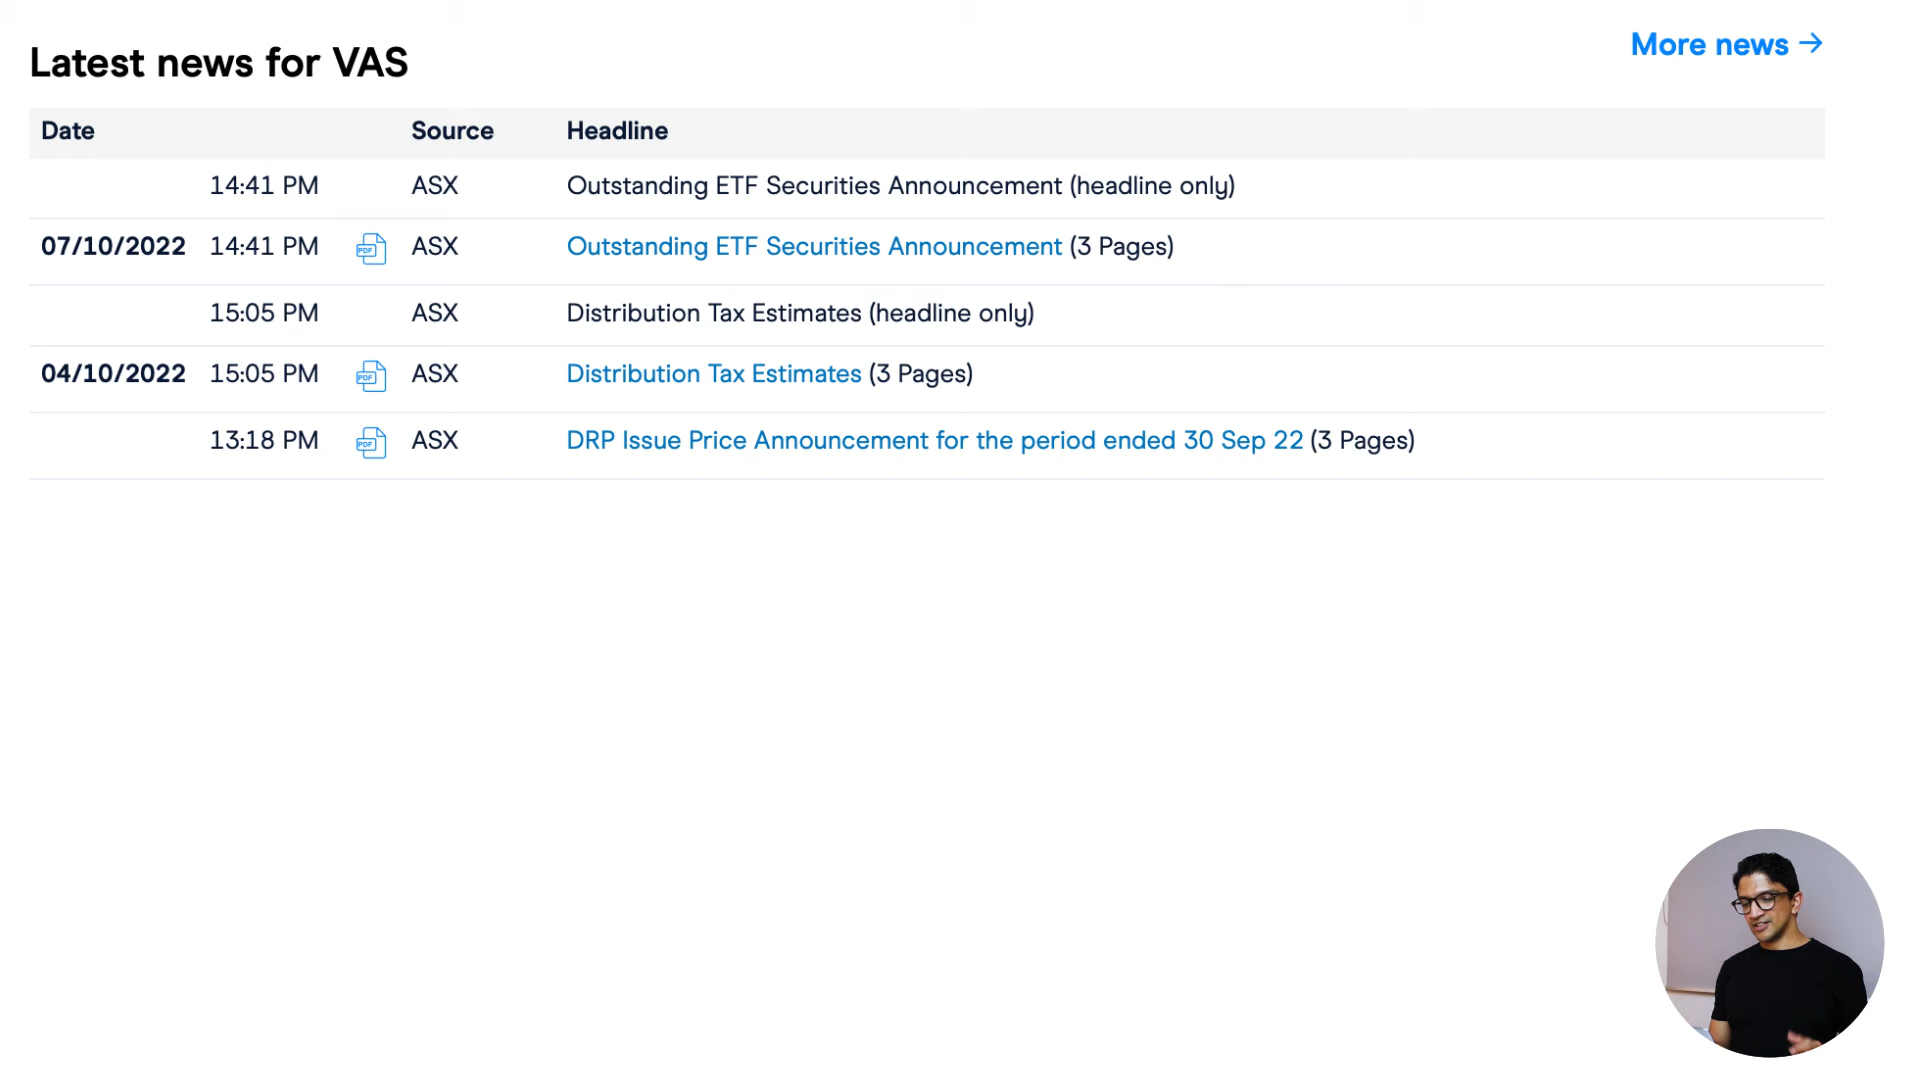 Latest news for VAS
More news →
Date Source Headline
14:41 PM ASX Outstanding ETF Securities Announcement (headline only)
07/10/2022 14:41 PM PDF ASX Outstanding ETF Securities Announcement (3 Pages)
15:05 PM ASX Distribution Tax Estimates (headline only)
04/10/2022 15:05 PM PDF ASX Distribution Tax Estimates (3 Pages)
13:18 PM PDF ASX DRP Issue Price Announcement for the period ended 30 Sep 22 (3 Pages)